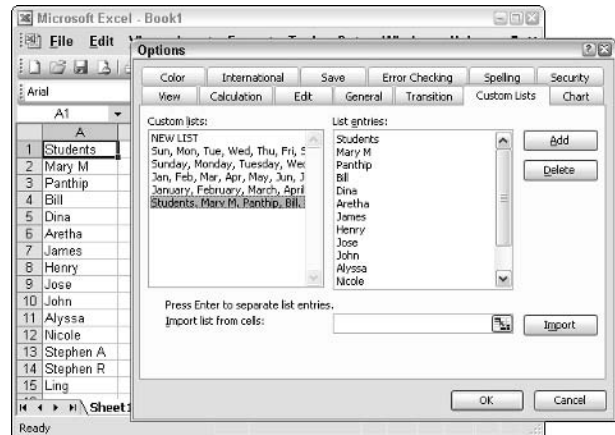 Microsoft Excel - Book1
File Edit
Options
Color International Save Error Checking Spelling Security
View Calculation Edit General Transition Custom Lists Chart
Arial
A1
A
1 Students
2 Mary M
3 Panthip
4 Bill
5 Dina
6 Aretha
7 James
8 Henry
9 Jose
10 John
11 Alyssa
12 Nicole
13 Stephen A
14 Stephen R
15 Ling
Sheet1
Ready
Custom lists:
NEW LIST
Sun, Mon, Tue, Wed, Thu, Fri, S
Sunday, Monday, Tuesday, Wed
Jan, Feb, Mar, Apr, May, Jun, J
January, February, March, April
Students, Mary M, Panthip, Bill,
List entries:
Students
Mary M
Panthip
Bill
Dina
Aretha
James
Henry
Jose
John
Alyssa
Nicole
Add
Delete
Press Enter to separate list entries.
Import list from cells:
Import
OK Cancel